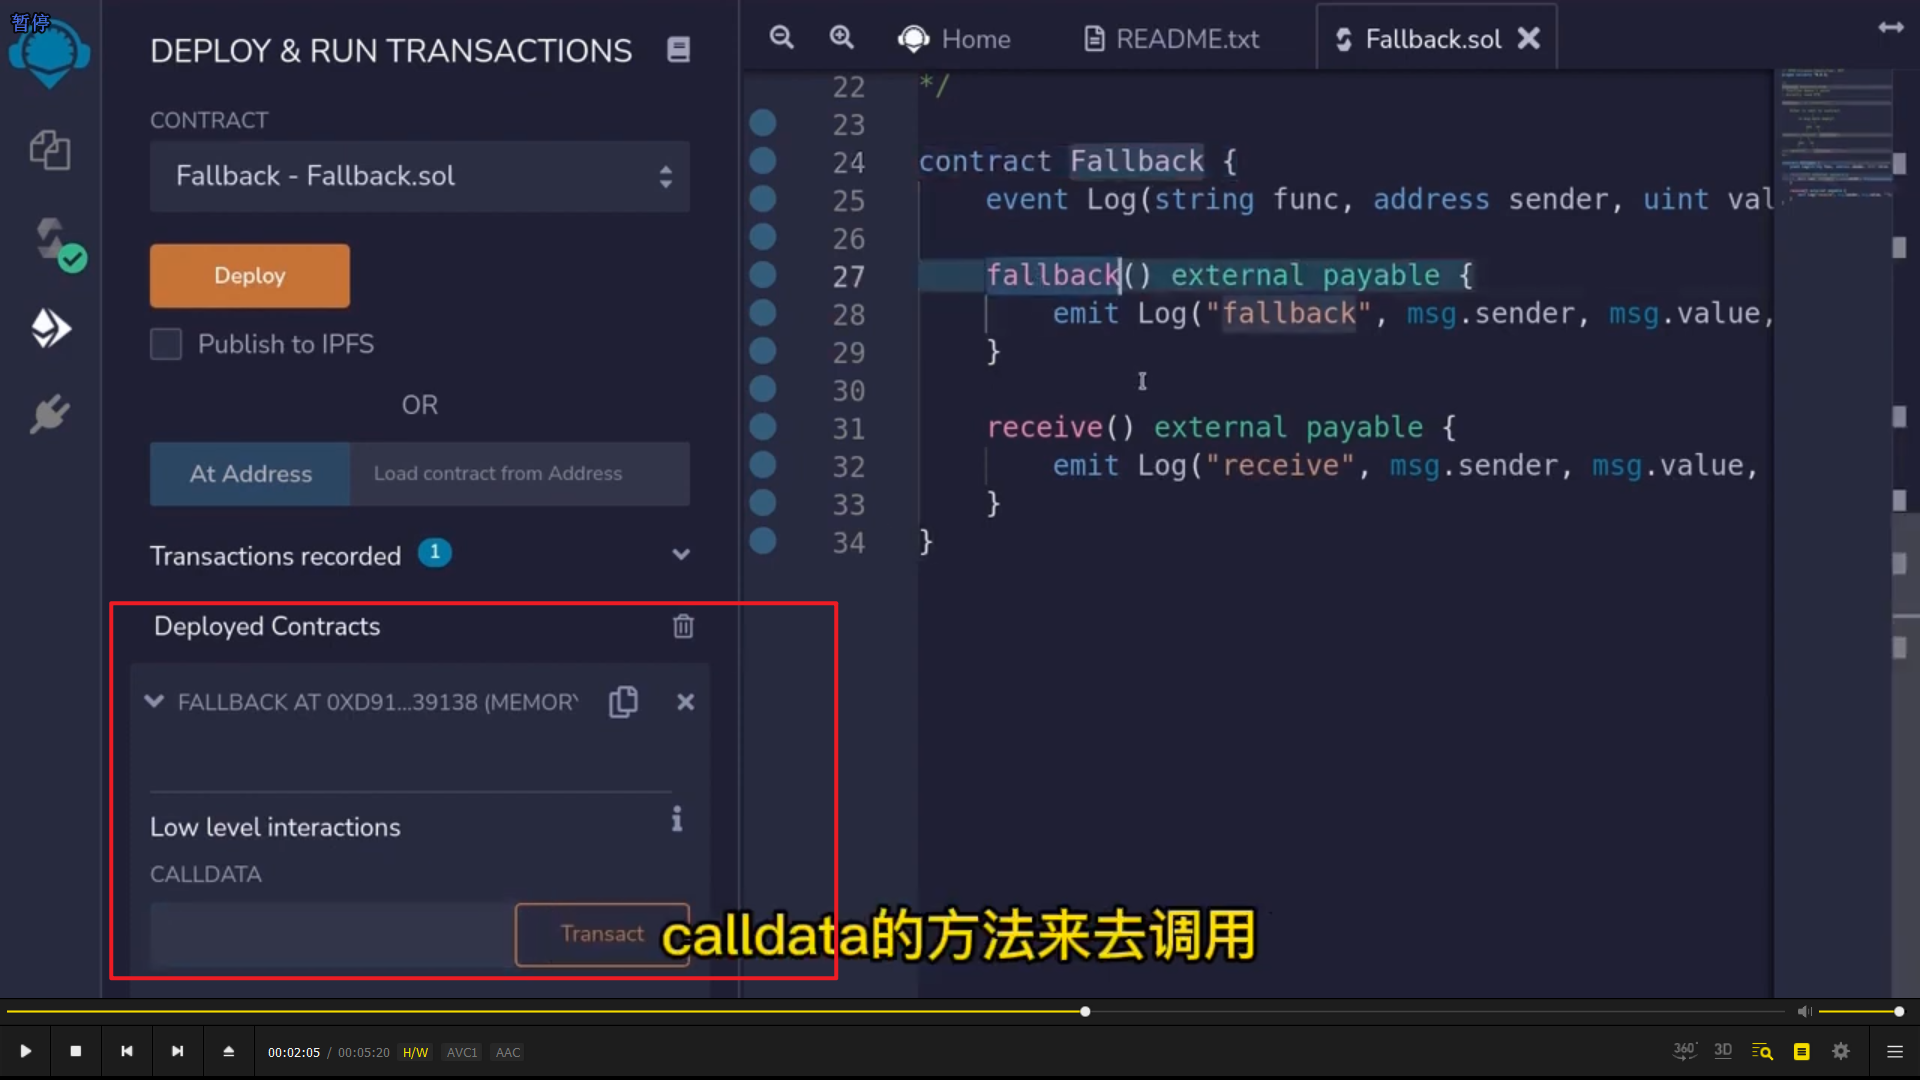 暂停
DEPLOY & RUN TRANSACTIONS
CONTRACT
Fallback - Fallback.sol
Deploy
Publish to IPFS
OR
At Address
Load contract from Address
Transactions recorded 1
Deployed Contracts
FALLBACK AT 0XD91...39138 (MEMORY
Low level interactions
CALLDATA
Transact
Home
README.txt
Fallback.sol
22 */
23
24 contract Fallback {
25 event Log(string func, address sender, uint val
26
27 fallback() external payable {
28 emit Log("fallback", msg.sender, msg.value,
29 }
30
31 receive() external payable {
32 emit Log("receive", msg.sender, msg.value,
33 }
34 }
calldata的方法来去调用
00:02:05 / 00:05:20 H/W AVC1 AAC
360° 3D